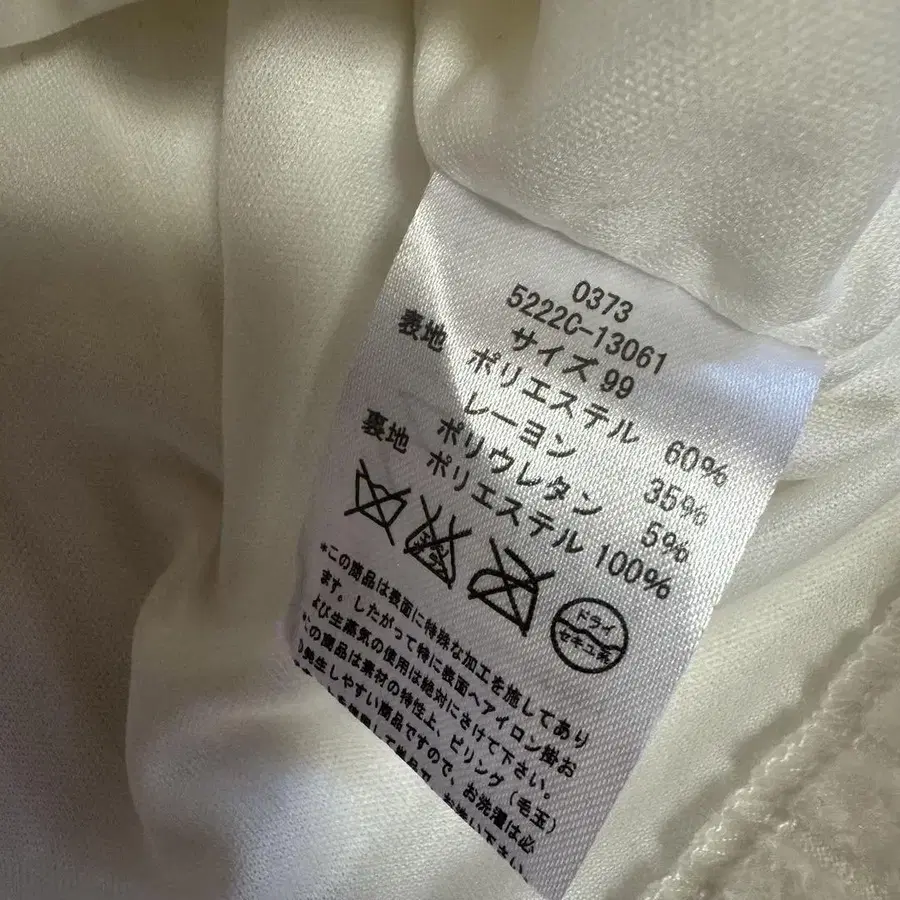 0373
5222C-13061
サイズ 99
表地 ポリエステル 60%
レーヨン 35%
ポリウレタン 5%
裏地 ポリエステル 100%
ドライ
セキユ系
*この商品は表面に特殊な加工を施してあり
ます。したがって特に表面へアイロン掛お
よび生蒸気の使用は絶対にさけて下さい。
の商品は素材の特性上、ピリング(毛玉)
発生しやすい商品ですので、お洗濯は必
お洗い下さい